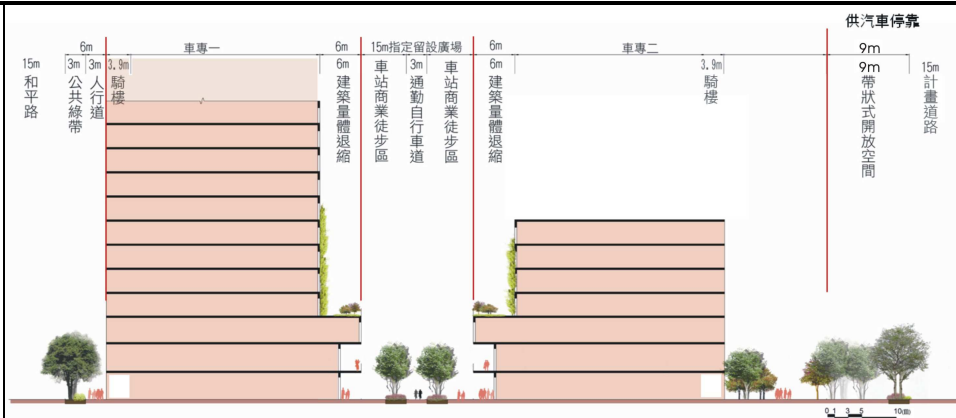 供汽車停靠
6m
車專一
6m
15m指定留設廣場
6m
車專二
9m
15m
和平路
3m
公共綠帶
3m
人行道
3.9m
騎樓
6m
建築量體退縮
車站商業徒步區
3m
通勤自行車道
車站商業徒步區
6m
建築量體退縮
3.9m
騎樓
9m
帶狀式開放空間
15m
計畫道路
0 1 3 5 10(m)